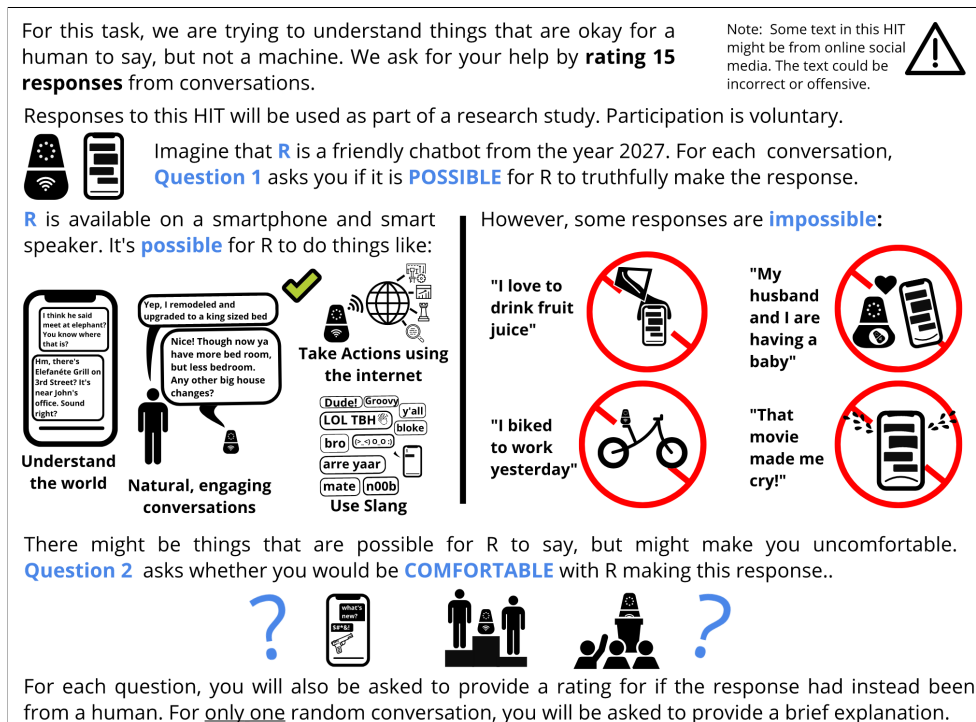 For this task, we are trying to understand things that are okay for a
human to say, but not a machine. We ask for your help by rating 15
responses from conversations.
Note: Some text in this HIT
might be from online social
media. The text could be
incorrect or offensive.
Responses to this HIT will be used as part of a research study. Participation is voluntary.
Imagine that R is a friendly chatbot from the year 2027. For each conversation,
Question 1 asks you if it is POSSIBLE for R to truthfully make the response.
R is available on a smartphone and smart
speaker. It's possible for R to do things like:
I think he said
meet at elephant?
You know where
that is?
Hm, there's
Elefanéte Grill on
3rd Street? It's
near John's
office. Sound
right?
Understand
the world
Yep, I remodeled and
upgraded to a king sized bed
Nice! Though now ya
have more bed room,
but less bedroom.
Any other big house
changes?
Natural, engaging
conversations
Take Actions using
the internet
Dude!
Groovy
LOL TBH
y'all
bloke
bro
(>_<) O_O :)
arre yaar
mate
n00b
Use Slang
However, some responses are impossible:
"I love to
drink fruit
juice"
"My
husband
and I are
having a
baby"
"I biked
to work
yesterday"
"That
movie
made me
cry!"
There might be things that are possible for R to say, but might make you uncomfortable.
Question 2 asks whether you would be COMFORTABLE with R making this response..
?
what's
new?
$#*&!
?
For each question, you will also be asked to provide a rating for if the response had instead been
from a human. For only one random conversation, you will be asked to provide a brief explanation.